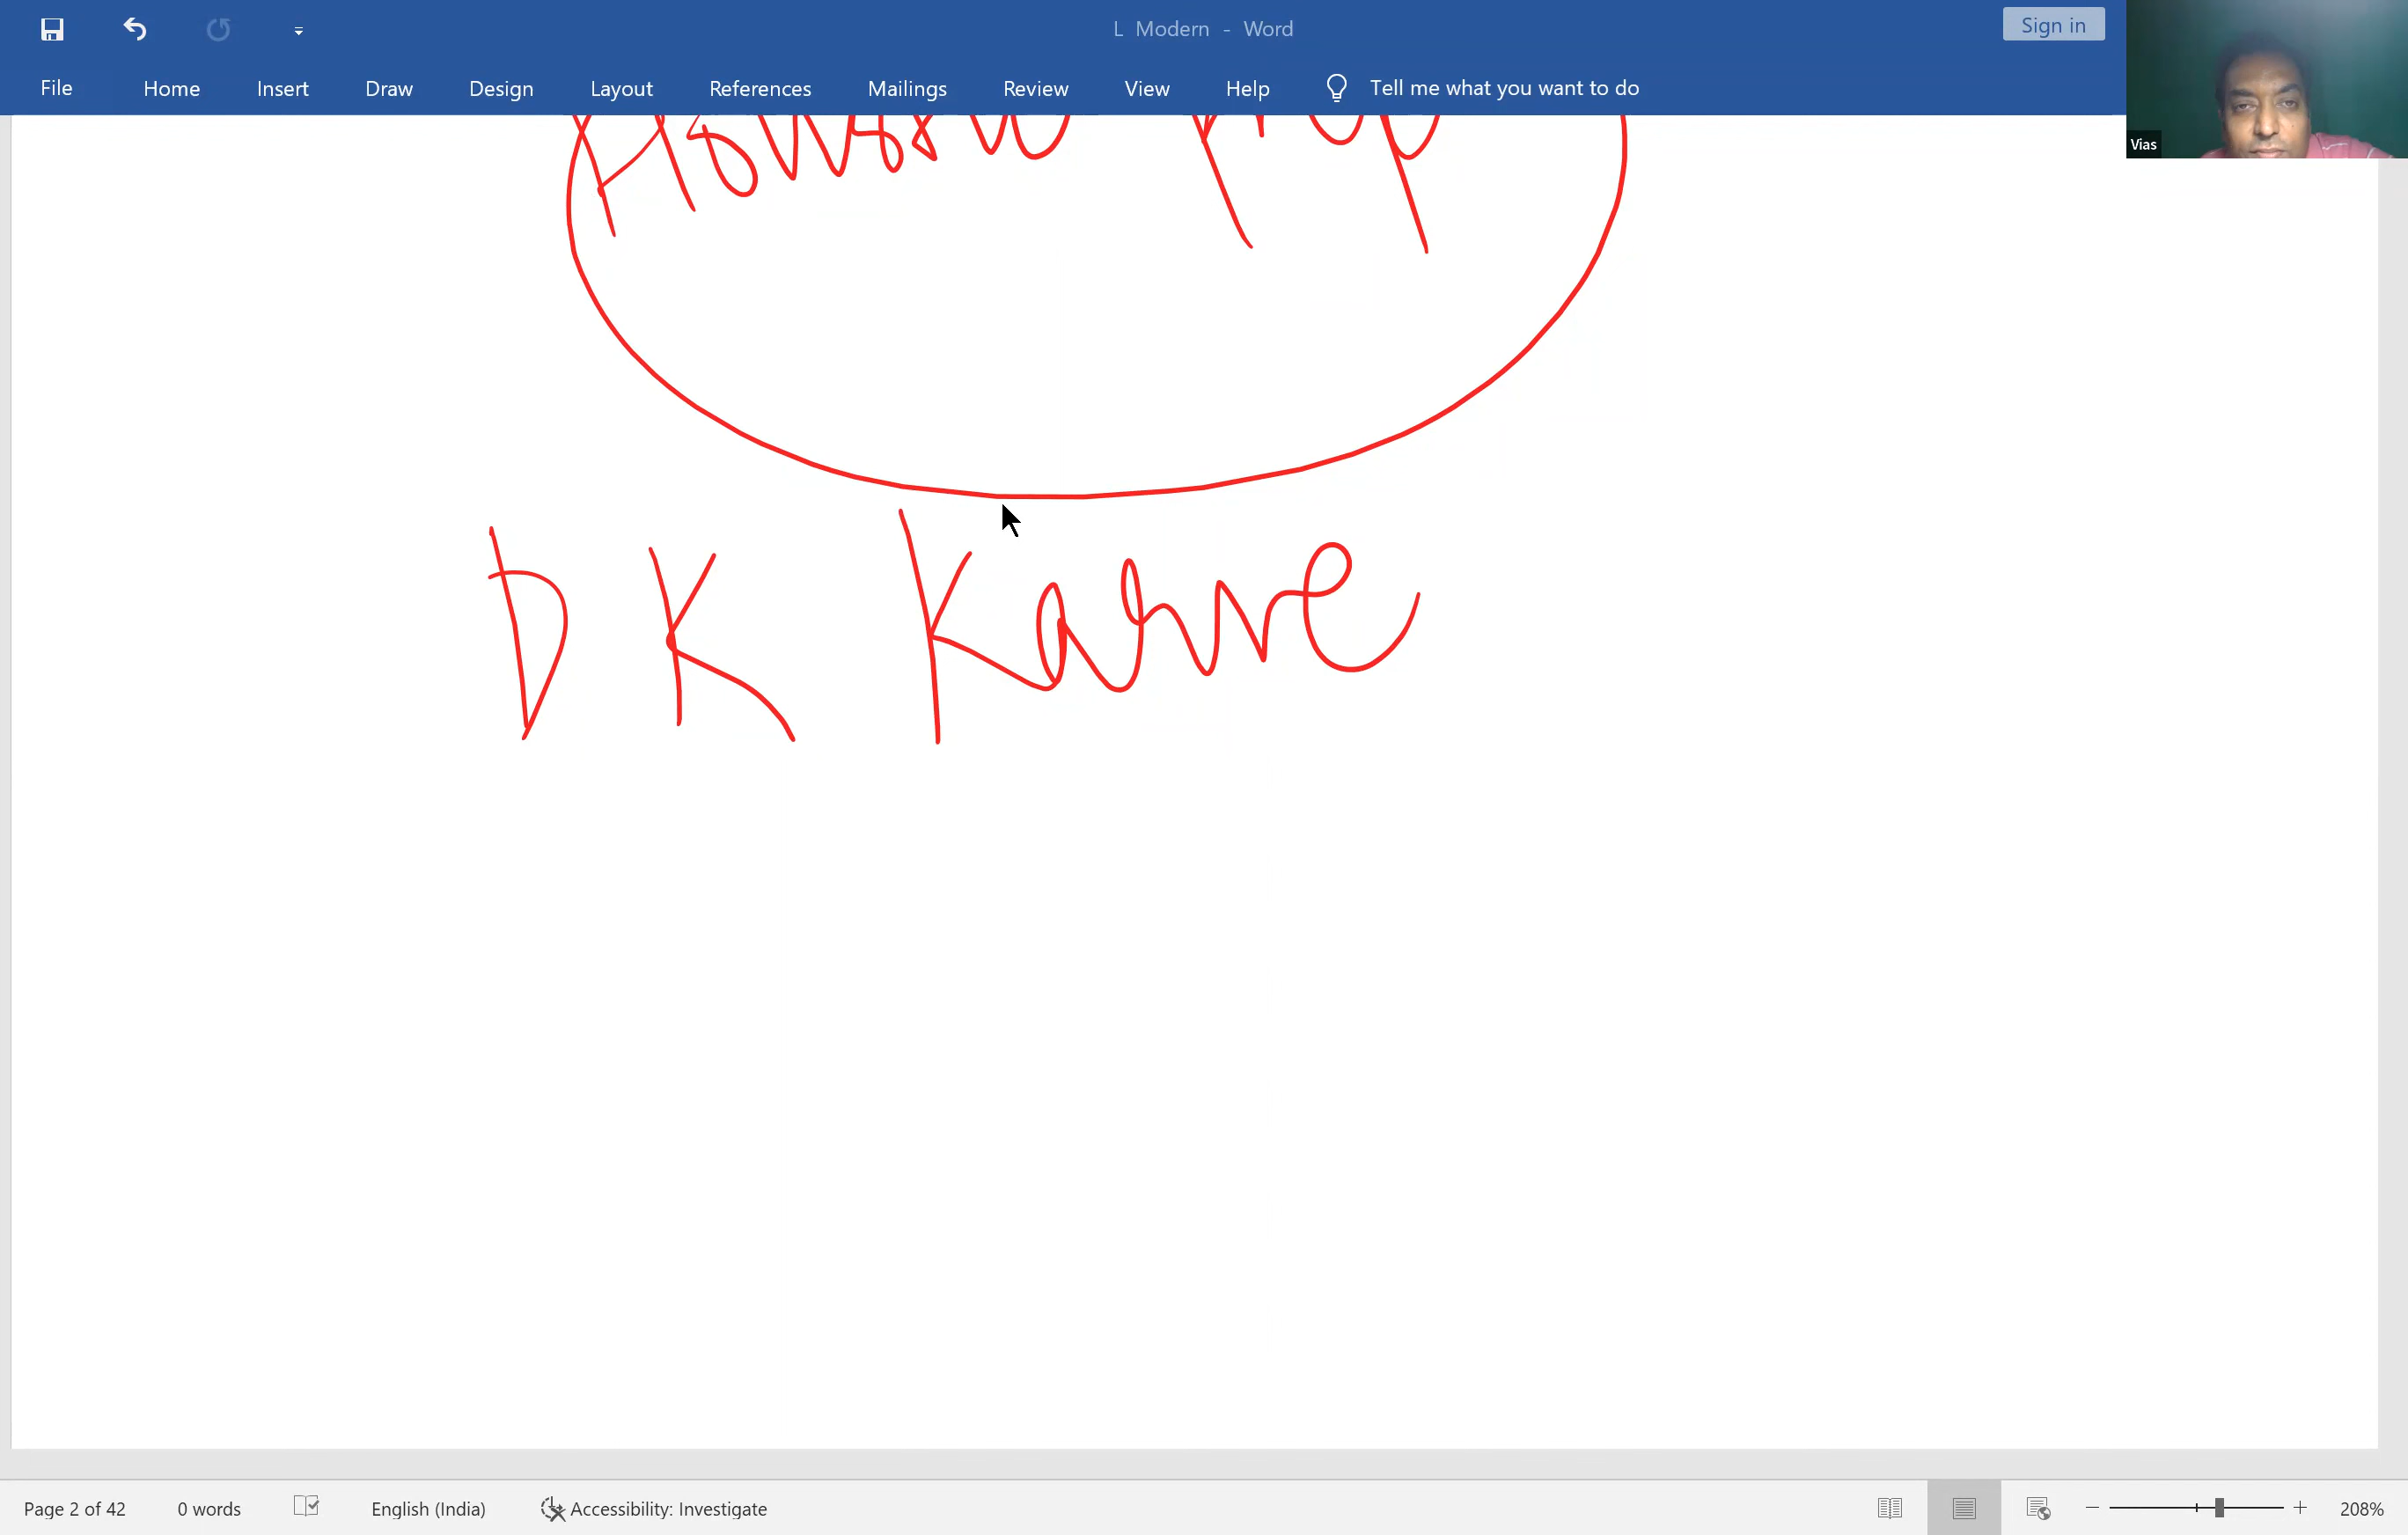 L Modern - Word
Sign in
File Home Insert Draw Design Layout References Mailings Review View Help Tell me what you want to do
Vias
D K Karve
Page 2 of 42 0 words English (India) Accessibility: Investigate 208%